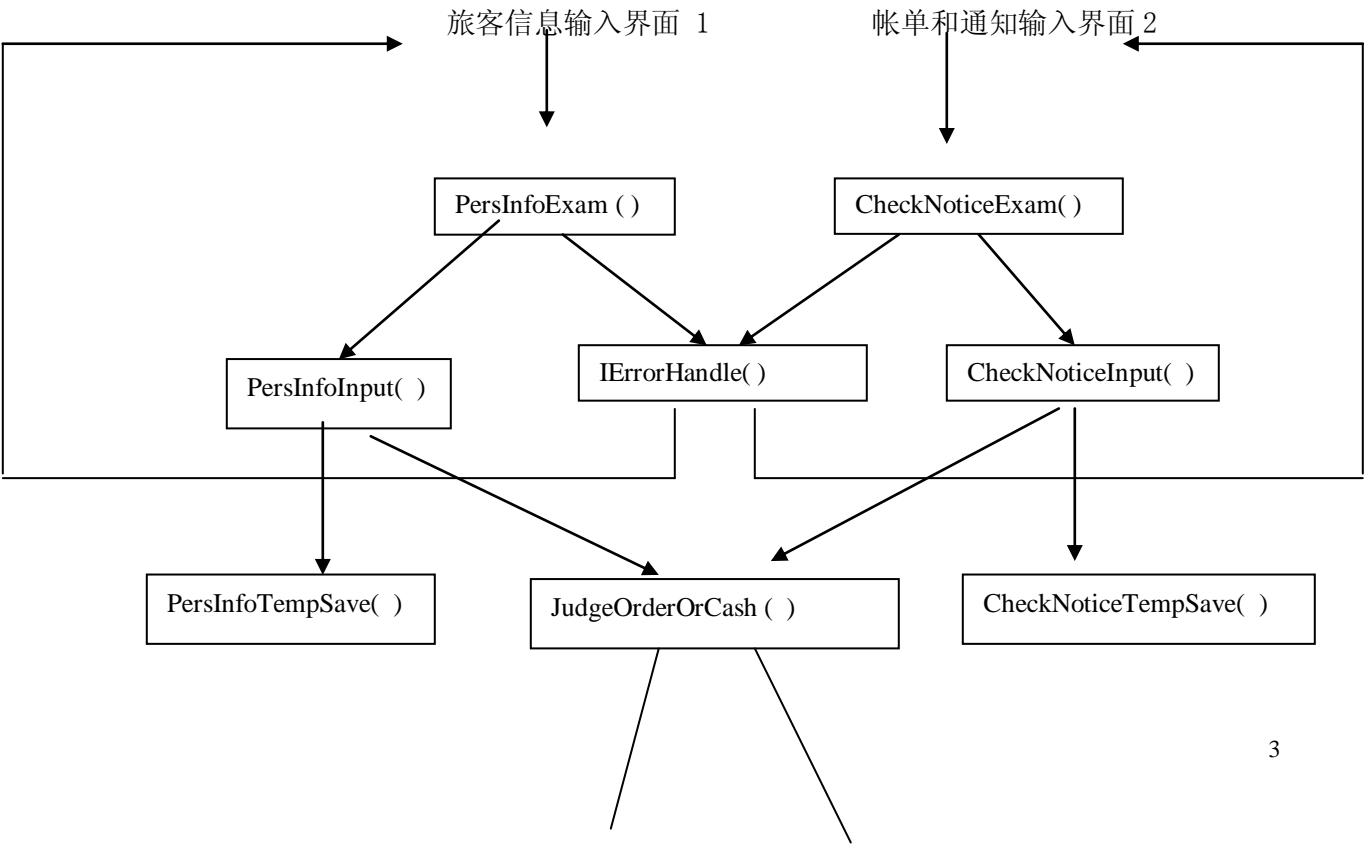 旅客信息输入界面 1
帐单和通知输入界面 2
PersInfoExam ( )
CheckNoticeExam( )
PersInfoInput( )
IErrorHandle( )
CheckNoticeInput( )
PersInfoTempSave( )
JudgeOrderOrCash ( )
CheckNoticeTempSave( )
3